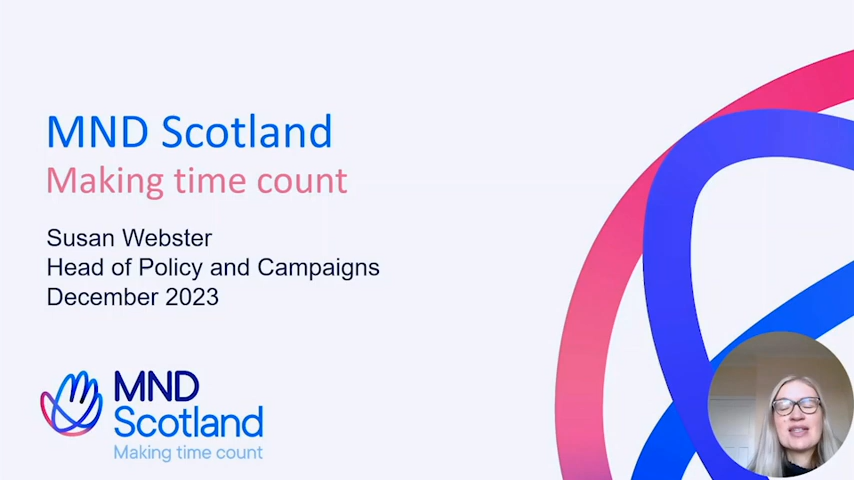 MND Scotland
Making time count
Susan Webster
Head of Policy and Campaigns
December 2023
MND
Scotland
Making time count